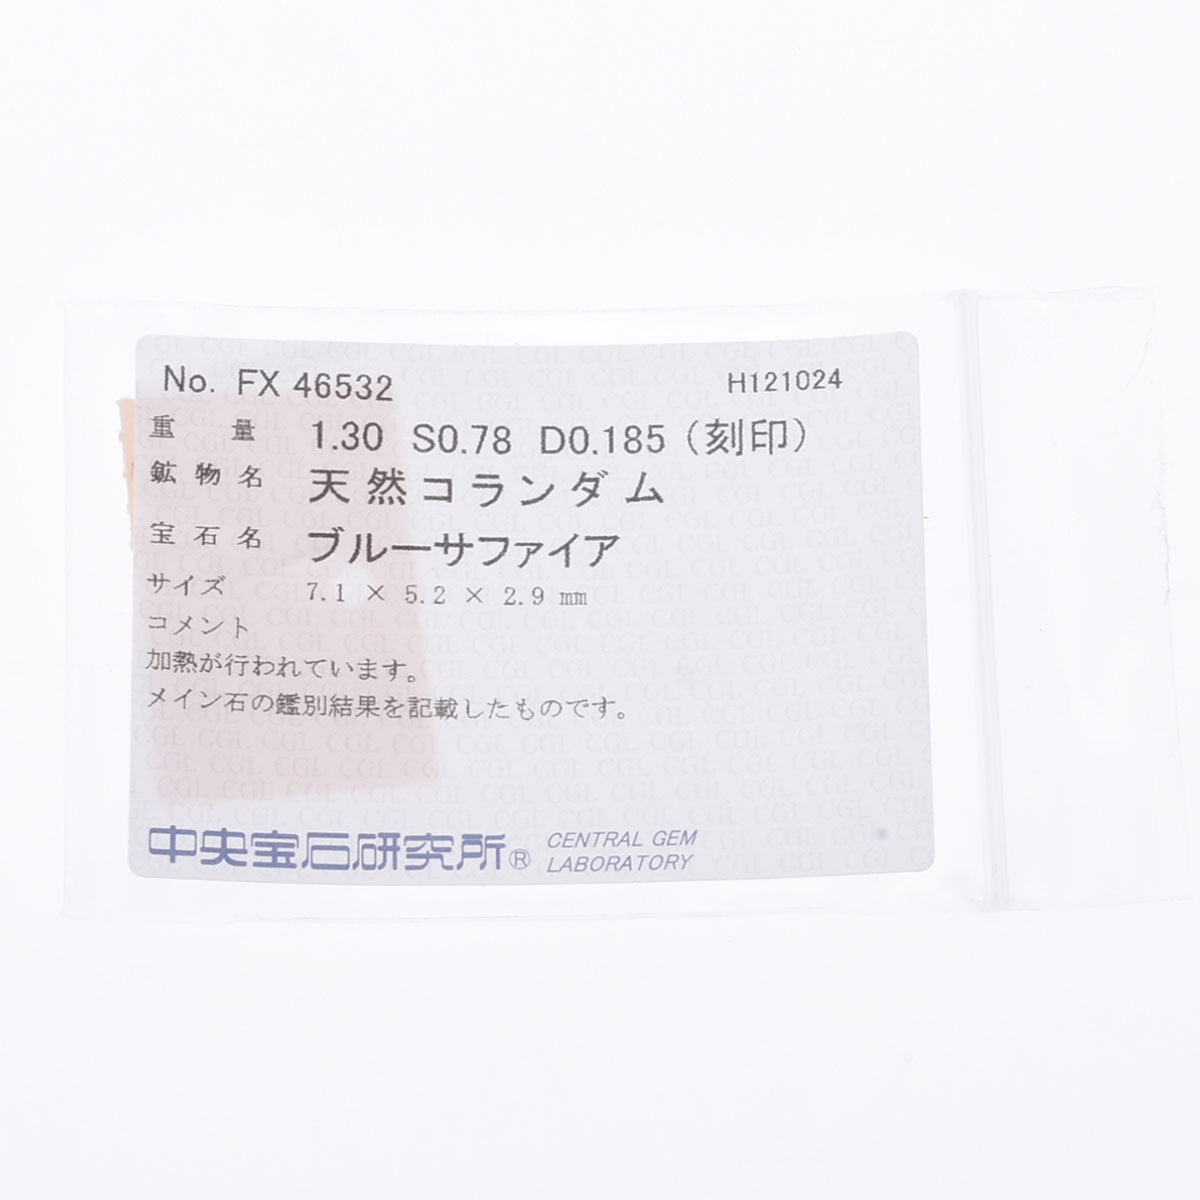 No. FX 46532 H121024
重量 1.30 S0.78 D0.185 (刻印)
鉱物名 天然コランダム
宝石名 ブルーサファイア
サイズ 7.1 × 5.2 × 2.9 mm
コメント
加熱が行われています。
メイン石の鑑別結果を記載したものです。
中央宝石研究所® CENTRAL GEM
LABORATORY